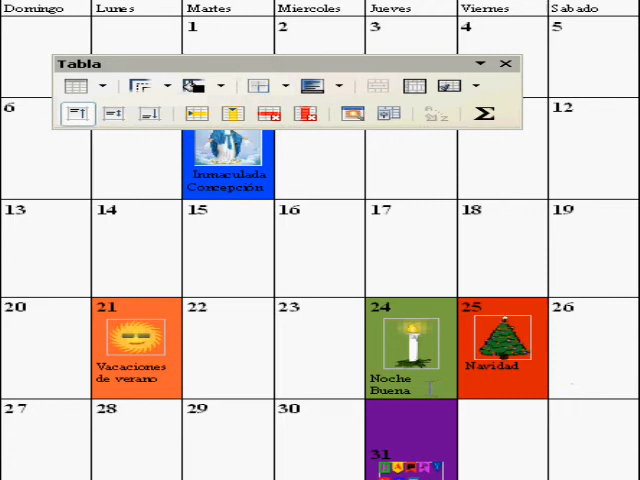 Domingo Lunes Martes Miercoles Jueves Viernes Sabado
1 2 3 4 5
Tabla
6 12
Inmaculada
Concepción
13 14 15 16 17 18 19
20 21 22 23 24 25 26
Vacaciones
de verano
Noche
Buena
Navidad
27 28 29 30
31
HAPPY